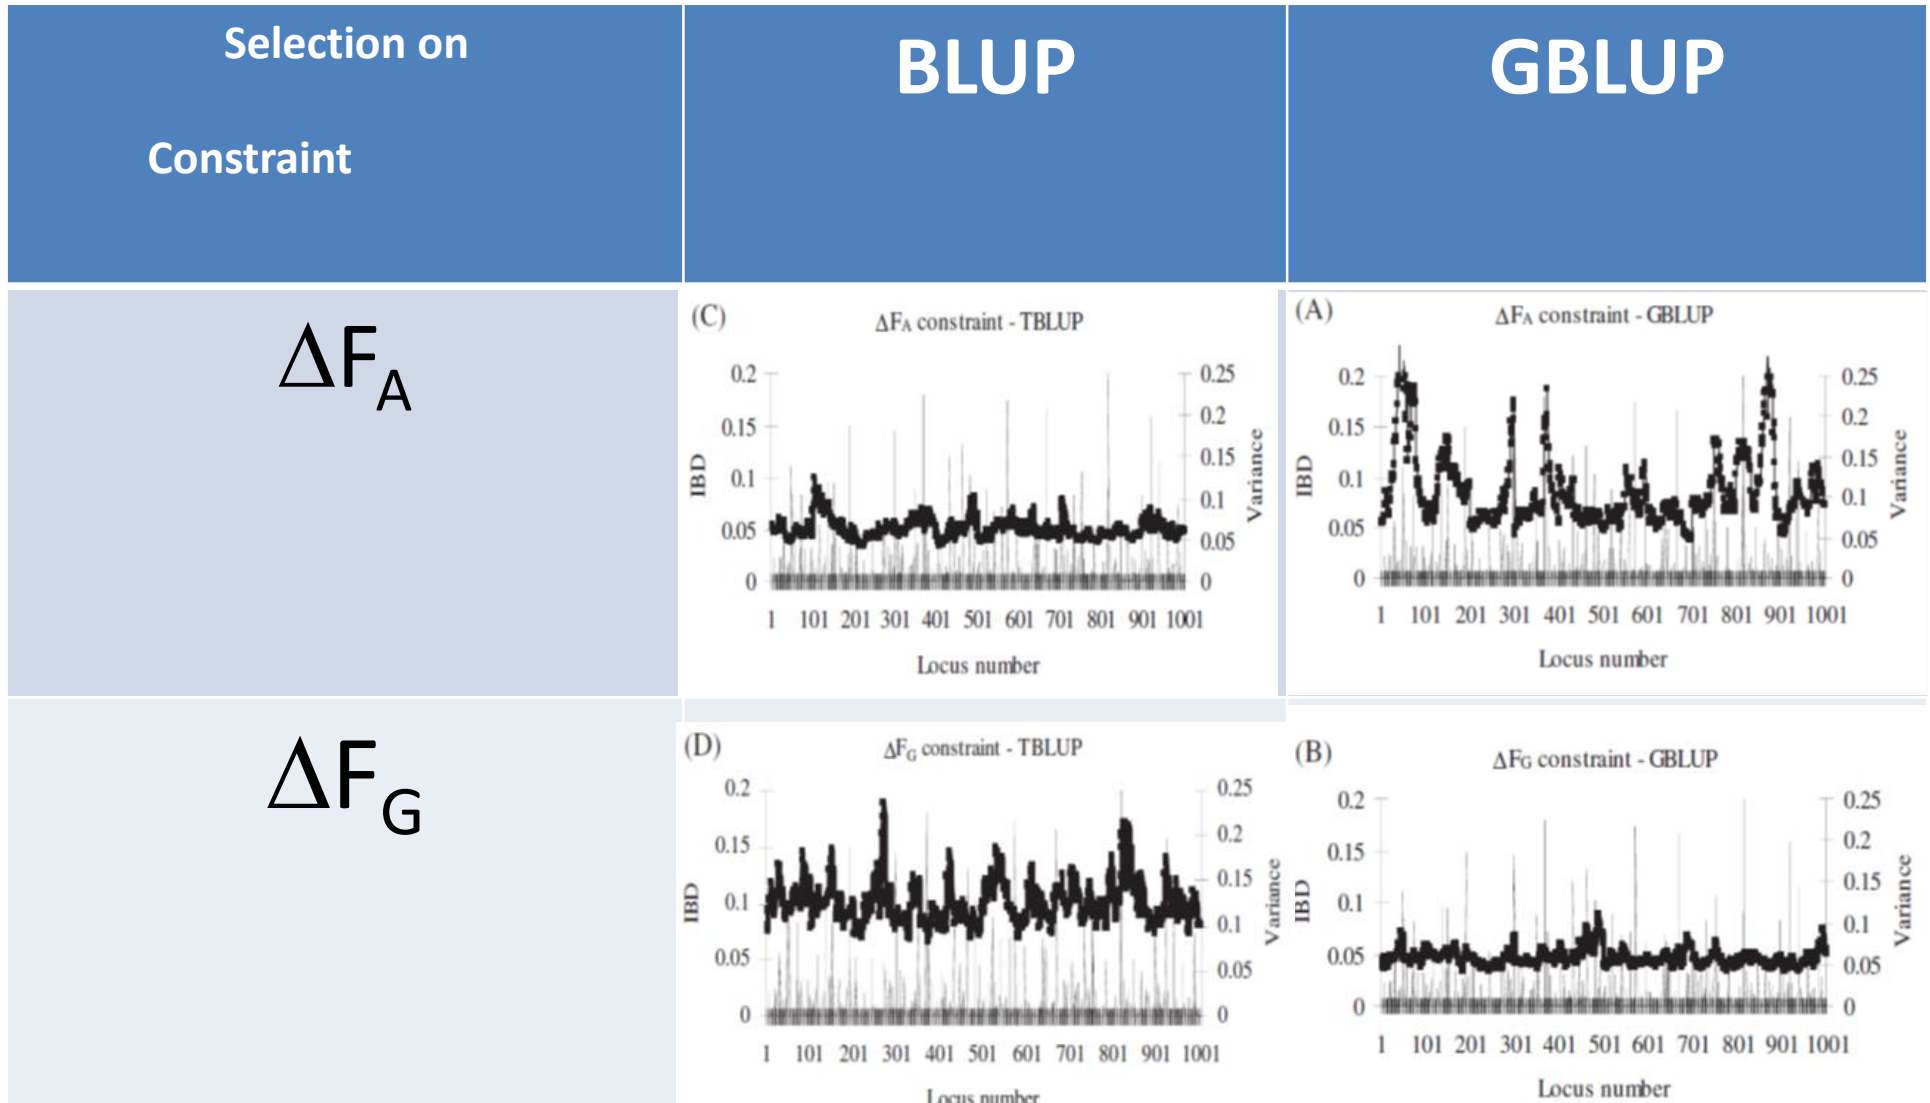 Selection on
Constraint
BLUP
GBLUP
ΔFA
(C)
ΔFA constraint - TBLUP
0.2
0.15
0.1
0.05
0
IBD
0.25
0.2
0.15
0.1
0.05
0
Variance
1 101 201 301 401 501 601 701 801 901 1001
Locus number
(A)
ΔFA constraint - GBLUP
0.2
0.15
0.1
0.05
0
IBD
0.25
0.2
0.15
0.1
0.05
0
Variance
1 101 201 301 401 501 601 701 801 901 1001
Locus number
ΔFG
(D)
ΔFG constraint - TBLUP
0.2
0.15
0.1
0.05
0
IBD
0.25
0.2
0.15
0.1
0.05
0
Variance
1 101 201 301 401 501 601 701 801 901 1001
Locus number
(B)
ΔFG constraint - GBLUP
0.2
0.15
0.1
0.05
0
IBD
0.25
0.2
0.15
0.1
0.05
0
Variance
1 101 201 301 401 501 601 701 801 901 1001
Locus number